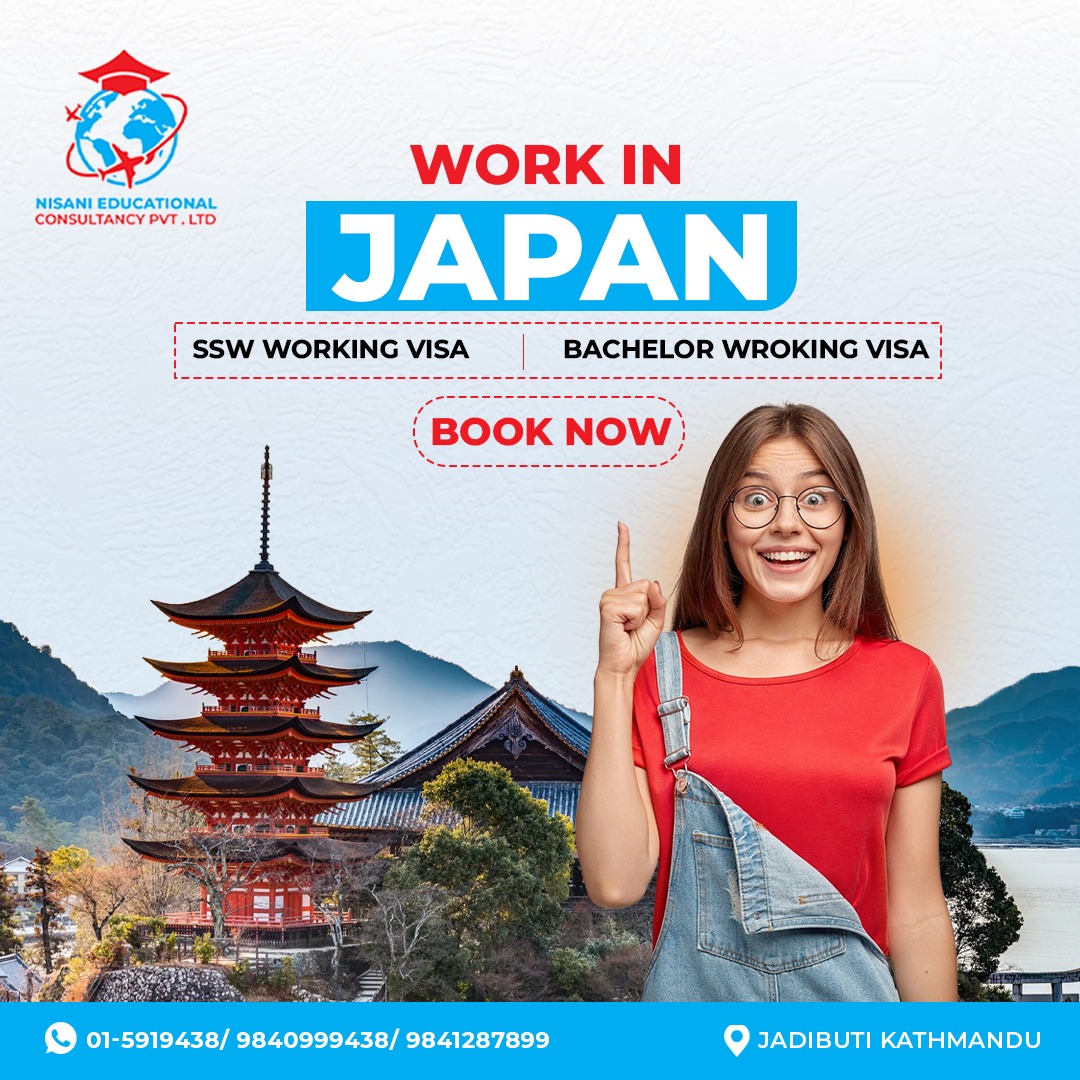 NISANI EDUCATIONAL
CONSULTANCY PVT . LTD
WORK IN
JAPAN
SSW WORKING VISA
BACHELOR WROKING VISA
BOOK NOW
01-5919438/ 9840999438/ 9841287899
JADIBUTI KATHMANDU